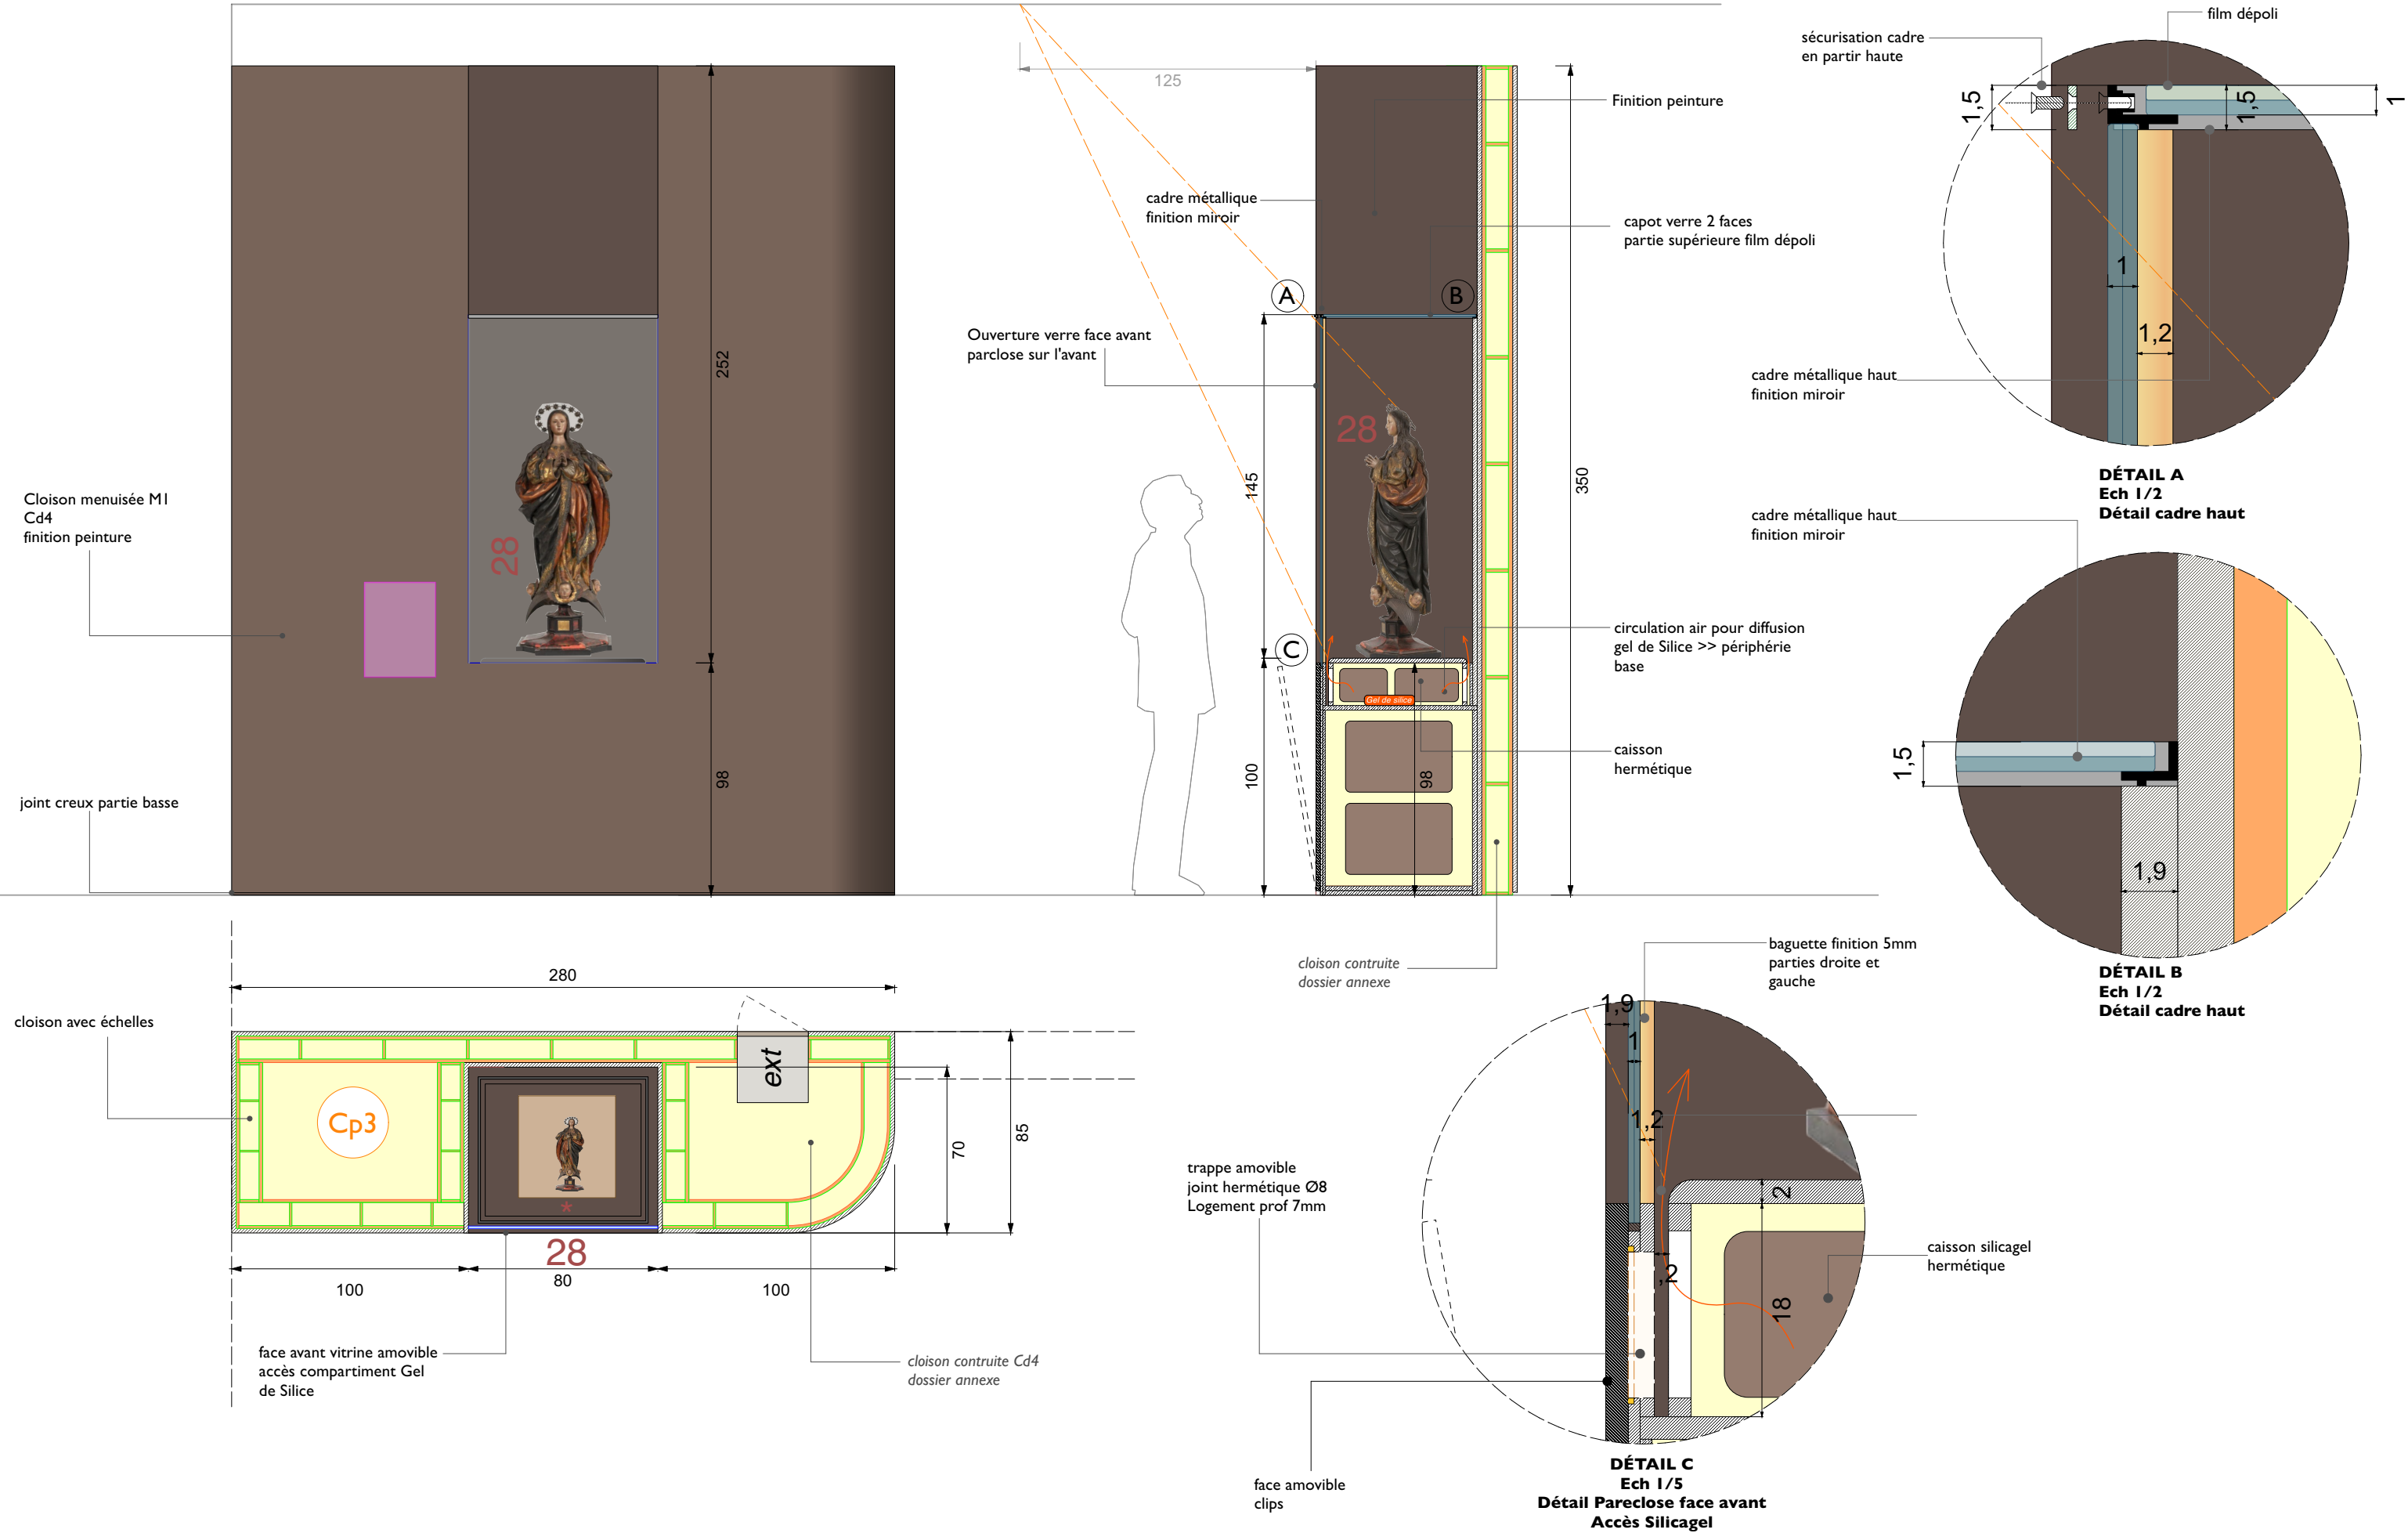 film dépoli
sécurisation cadre
en partir haute
1,5
1,5
1
125
Finition peinture
cadre métallique
finition miroir
capot verre 2 faces
partie supérieure film dépoli
1
1,2
A
B
Ouverture verre face avant
parclose sur l'avant
252
cadre métallique haut
finition miroir
28
28
145
350
DÉTAIL A
Ech 1/2
Détail cadre haut
Cloison menuisée M1
Cd4
finition peinture
cadre métallique haut
finition miroir
C
circulation air pour diffusion
gel de Silice >> périphérie
base
Gel de silice
caisson
hermétique
98
100
98
1,5
joint creux partie basse
1,9
baguette finition 5mm
parties droite et
gauche
cloison contruite
dossier annexe
DÉTAIL B
Ech 1/2
Détail cadre haut
280
cloison avec échelles
ext
Cp3
70
85
*
28
100
80
100
1,9
1
1,2
trappe amovible
joint hermétique Ø8
Logement prof 7mm
2
,2
18
caisson silicagel
hermétique
face avant vitrine amovible
accès compartiment Gel
de Silice
cloison contruite Cd4
dossier annexe
face amovible
clips
DÉTAIL C
Ech 1/5
Détail Pareclose face avant
Accès Silicagel